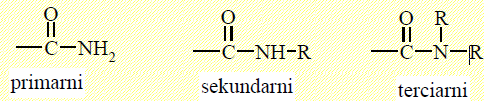 O O O R
C–NH2 C–NH–R C–N–R
primarni sekundarni terciarni